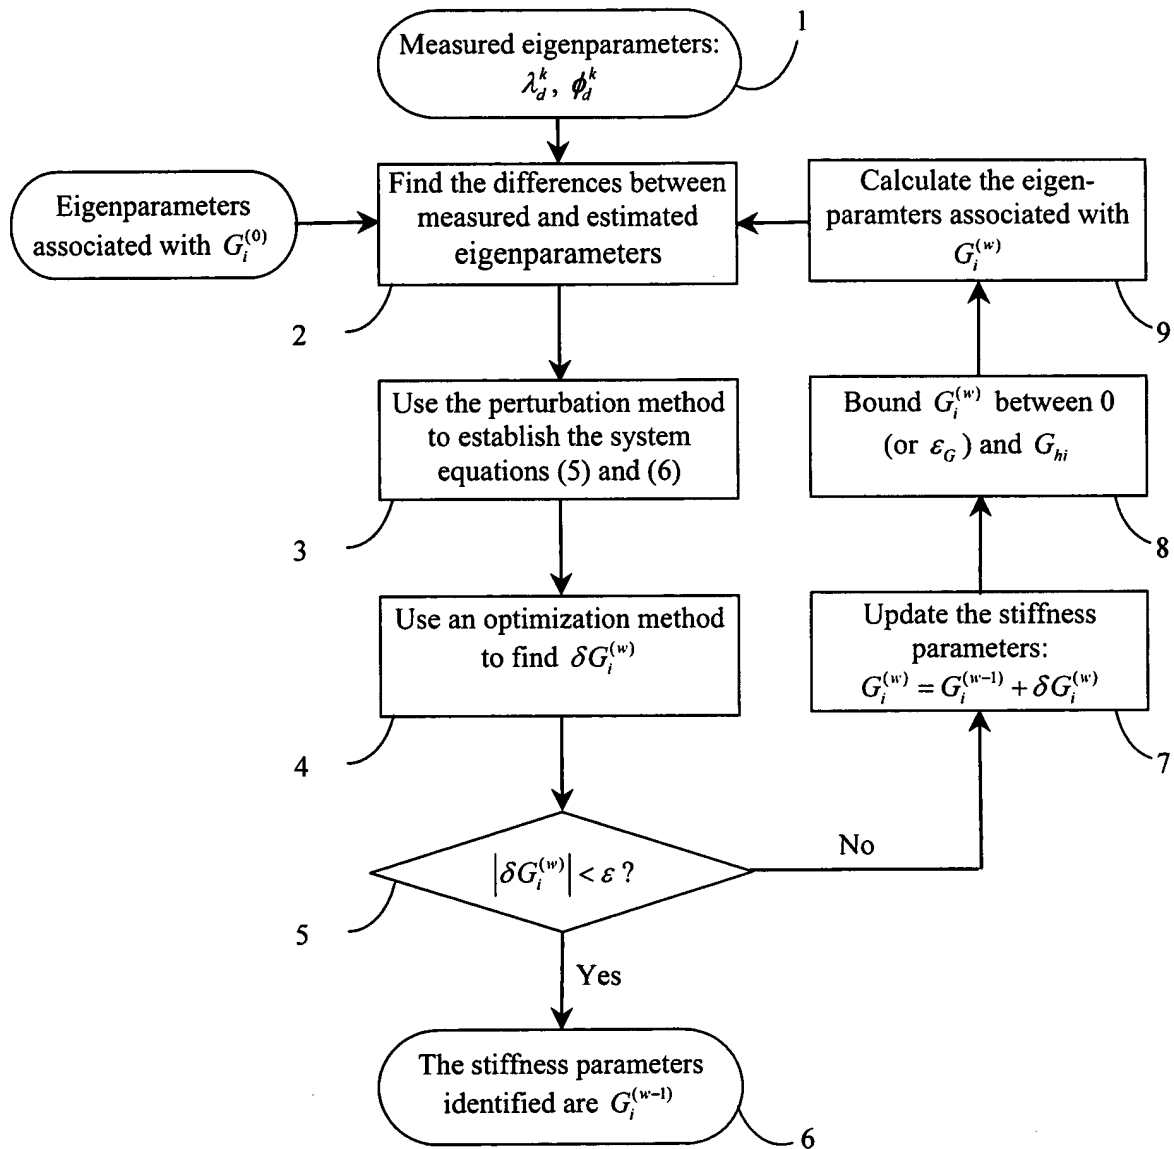 1
Measured eigenparameters:
λ_d^k, ϕ_d^k
Eigenparameters
associated with G_i^(0)
Find the differences between
measured and estimated
eigenparameters
2
Calculate the eigen-
paramters associated with
G_i^(w)
9
Use the perturbation method
to establish the system
equations (5) and (6)
3
Bound G_i^(w) between 0
(or ε_G) and G_hi
8
Use an optimization method
to find δG_i^(w)
4
Update the stiffness
parameters:
G_i^(w) = G_i^(w−1) + δG_i^(w)
7
|δG_i^(w)| < ε ?
5
No
Yes
The stiffness parameters
identified are G_i^(w−1)
6